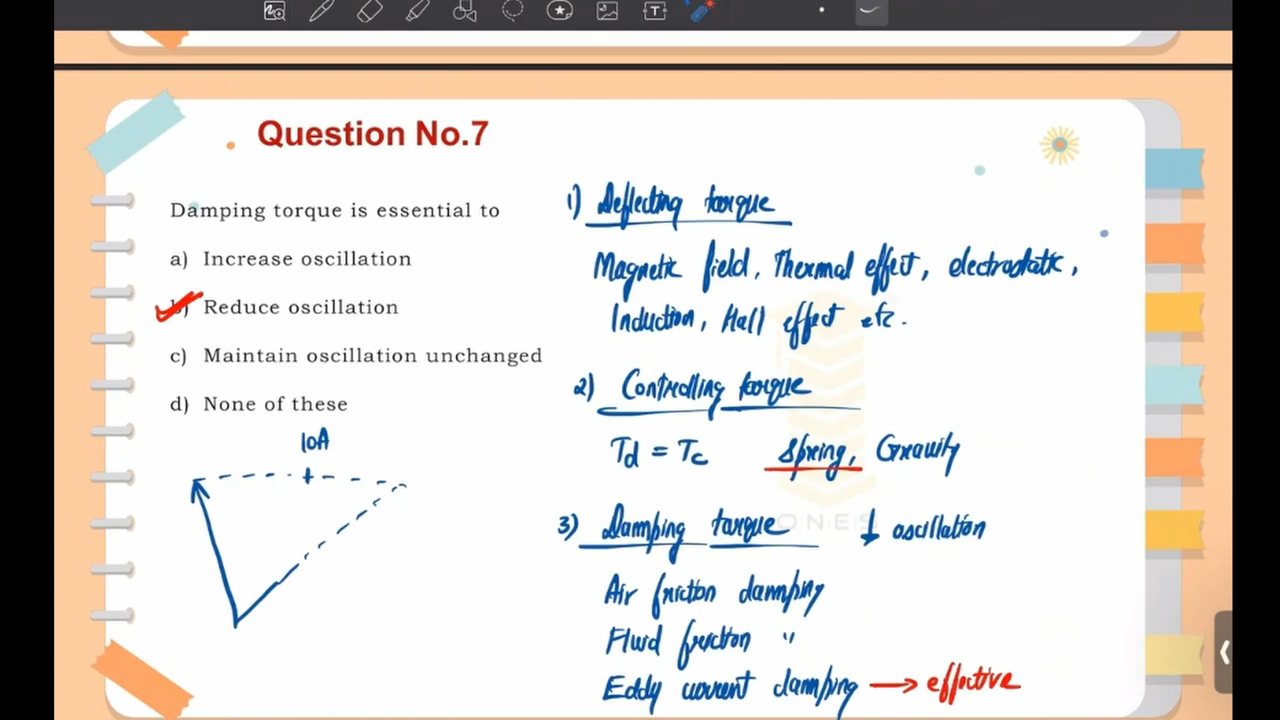 Question No.7
Damping torque is essential to
a) Increase oscillation
b) Reduce oscillation
c) Maintain oscillation unchanged
d) None of these
10A
1) Deflecting torque
Magnetic field, Thermal effect, electrostatic,
Induction, Hall effect etc.
2) Controlling torque
Td = Tc Spring, Gravity
3) Damping torque ↓ oscillation
Air friction damping
Fluid friction "
Eddy current damping → effective
ONES